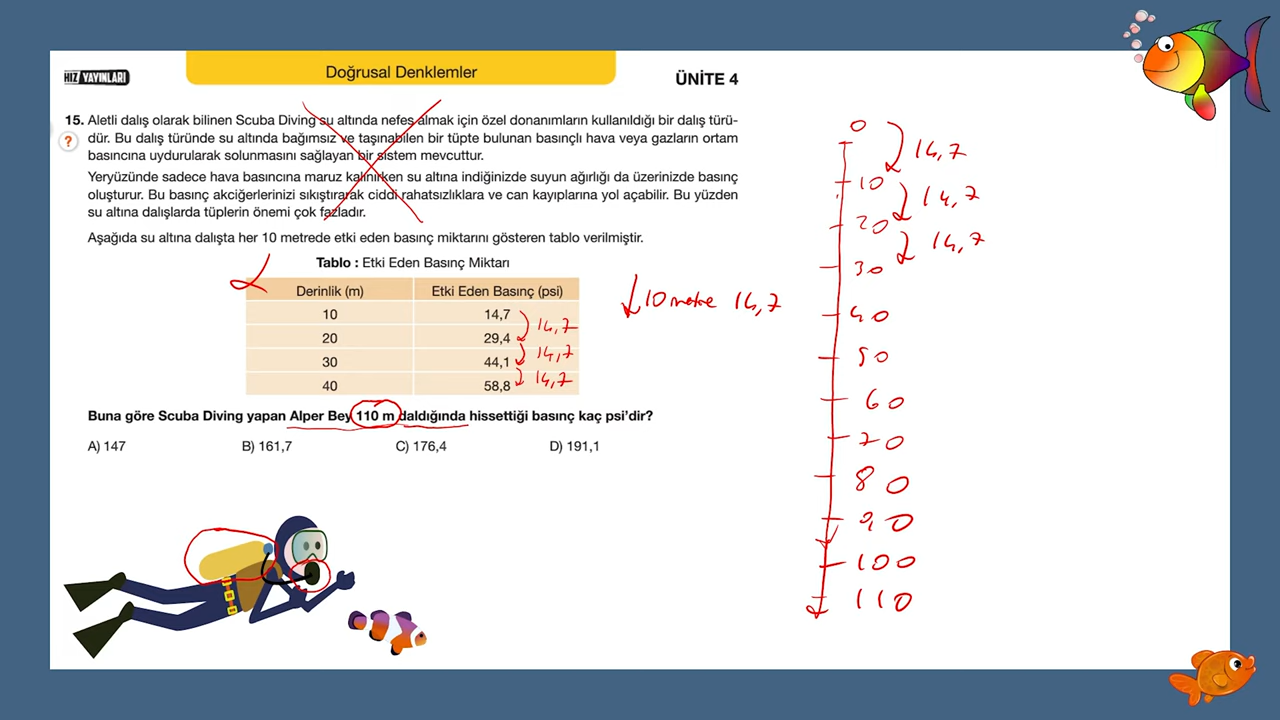 HIZ YAYINLARI
Doğrusal Denklemler
ÜNİTE 4
15. Aletli dalış olarak bilinen Scuba Diving su altında nefes almak için özel donanımların kullanıldığı bir dalış türü-
? dür. Bu dalış türünde su altında bağımsız ve taşınabilen bir tüpte bulunan basınçlı hava veya gazların ortam
basıncına uydurularak solunmasını sağlayan bir sistem mevcuttur.
Yeryüzünde sadece hava basıncına maruz kalınırken su altına indiğinizde suyun ağırlığı da üzerinizde basınç
oluşturur. Bu basınç akciğerlerinizi sıkıştırarak ciddi rahatsızlıklara ve can kayıplarına yol açabilir. Bu yüzden
su altına dalışlarda tüplerin önemi çok fazladır.
Aşağıda su altına dalışta her 10 metrede etki eden basınç miktarını gösteren tablo verilmiştir.
Tablo : Etki Eden Basınç Miktarı
Derinlik (m) Etki Eden Basınç (psi)
10 14,7
20 29,4
30 44,1
40 58,8
14,7
14,7
14,7
10 metre 14,7
Buna göre Scuba Diving yapan Alper Bey 110 m daldığında hissettiği basınç kaç psi'dir?
A) 147 B) 161,7 C) 176,4 D) 191,1
0
14,7
10
14,7
20
14,7
30
40
50
60
70
80
90
100
110